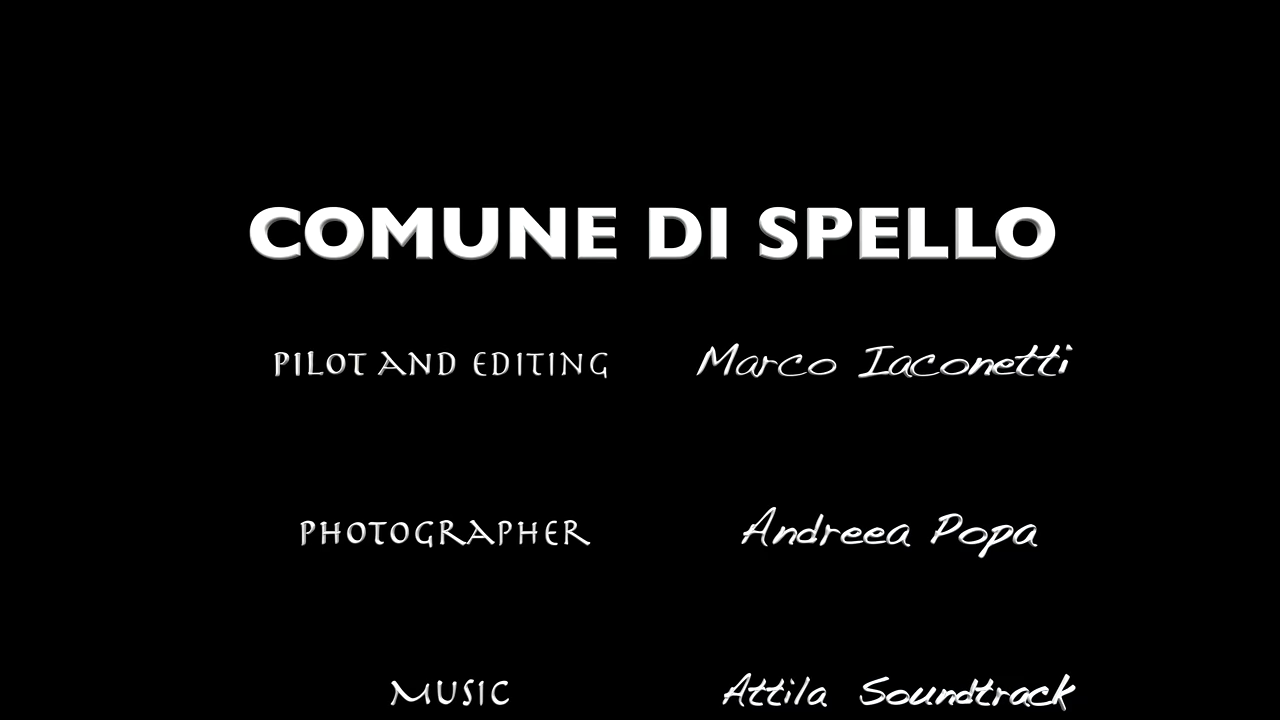 COMUNE DI SPELLO
PILOT AND EDITING Marco Iaconetti
PHOTOGRAPHER Andreea Popa
MUSIC Attila Soundtrack